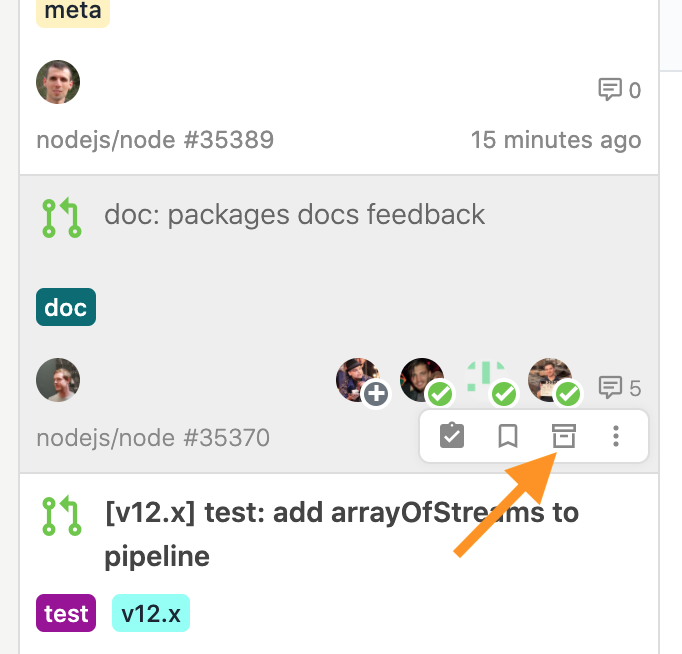 meta
0
nodejs/node #35389 15 minutes ago
doc: packages docs feedback
doc
5
nodejs/node #35370
[v12.x] test: add arrayOfStreams to
pipeline
test v12.x